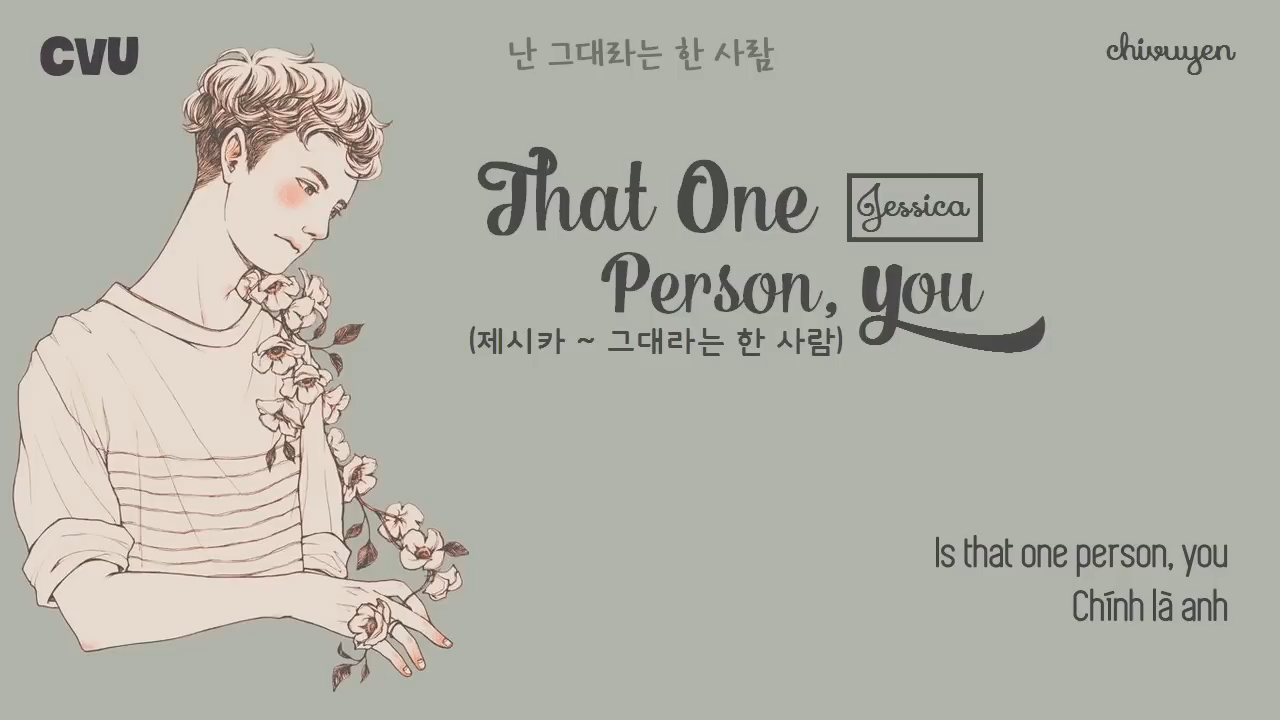 CVU
난 그대라는 한 사람
chivuyen
That One
Jessica
Person, you
(제시카 ~ 그대라는 한 사람)
Is that one person, you
Chính là anh